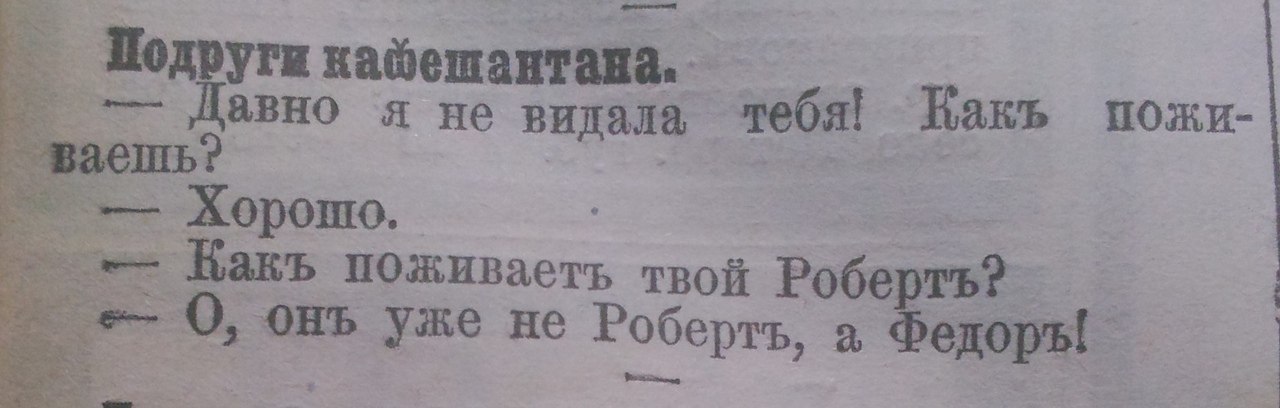 Подруги кафешантана.
— Давно я не видала тебя! Какъ пожи-
ваешь?
— Хорошо.
— Какъ поживаетъ твой Робертъ?
— О, онъ уже не Робертъ, а Федоръ!